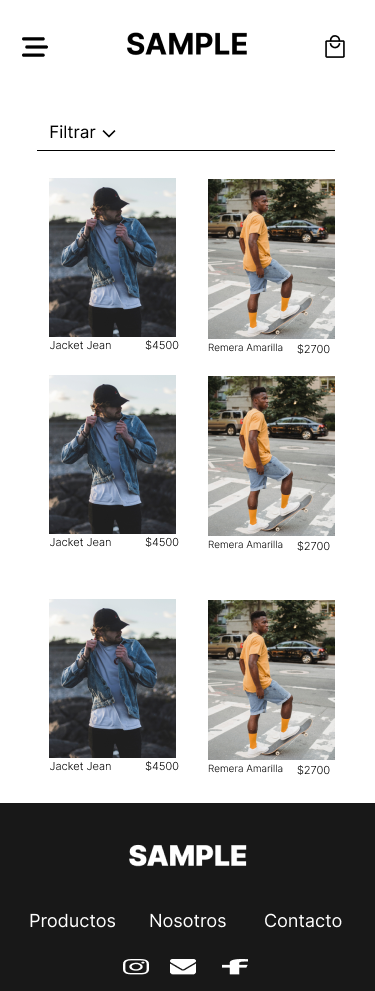 SAMPLE
Filtrar
Jacket Jean $4500
Remera Amarilla $2700
Jacket Jean $4500
Remera Amarilla $2700
Jacket Jean $4500
Remera Amarilla $2700
SAMPLE
Productos Nosotros Contacto